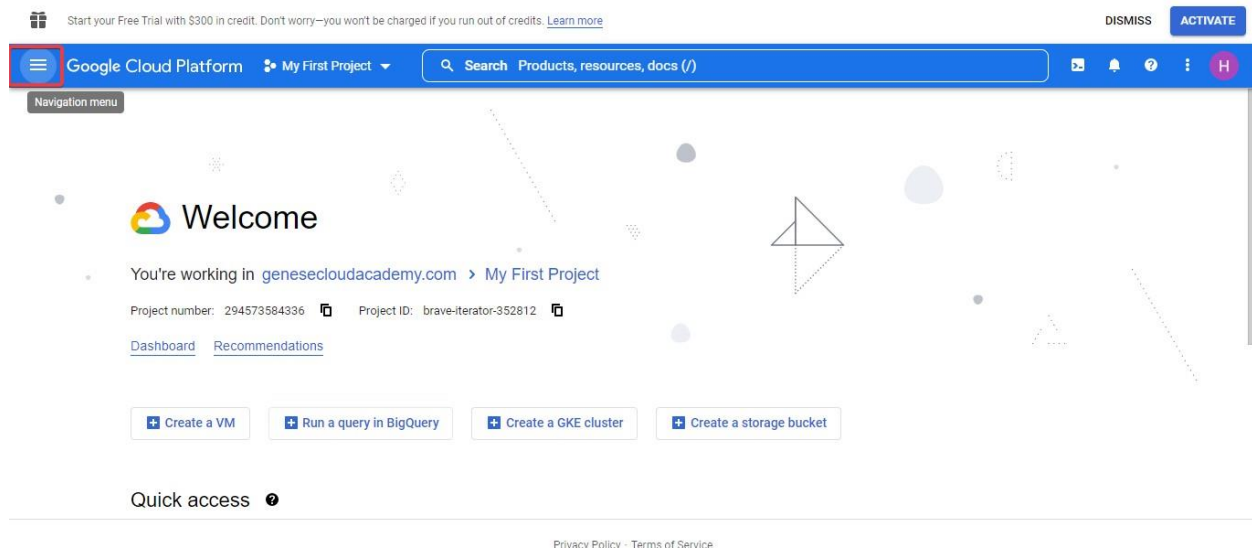 Start your Free Trial with $300 in credit. Don't worry—you won't be charged if you run out of credits. Learn more
DISMISS
ACTIVATE
Google Cloud Platform
My First Project
Search Products, resources, docs (/)
H
Navigation menu
Welcome
You're working in genesecloudacademy.com > My First Project
Project number: 294573584336
Project ID: brave-iterator-352812
Dashboard
Recommendations
Create a VM
Run a query in BigQuery
Create a GKE cluster
Create a storage bucket
Quick access
Privacy Policy · Terms of Service